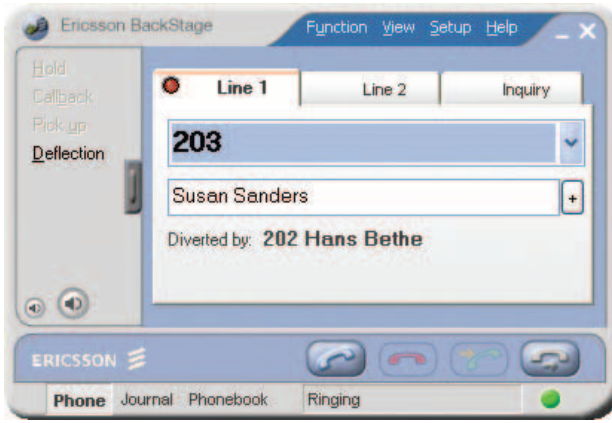 Ericsson BackStage
Function View Setup Help
Hold
Callback
Pick up
Deflection
Line 1
Line 2
Inquiry
203
Susan Sanders
+
Diverted by: 202 Hans Bethe
ERICSSON
Phone Journal Phonebook Ringing